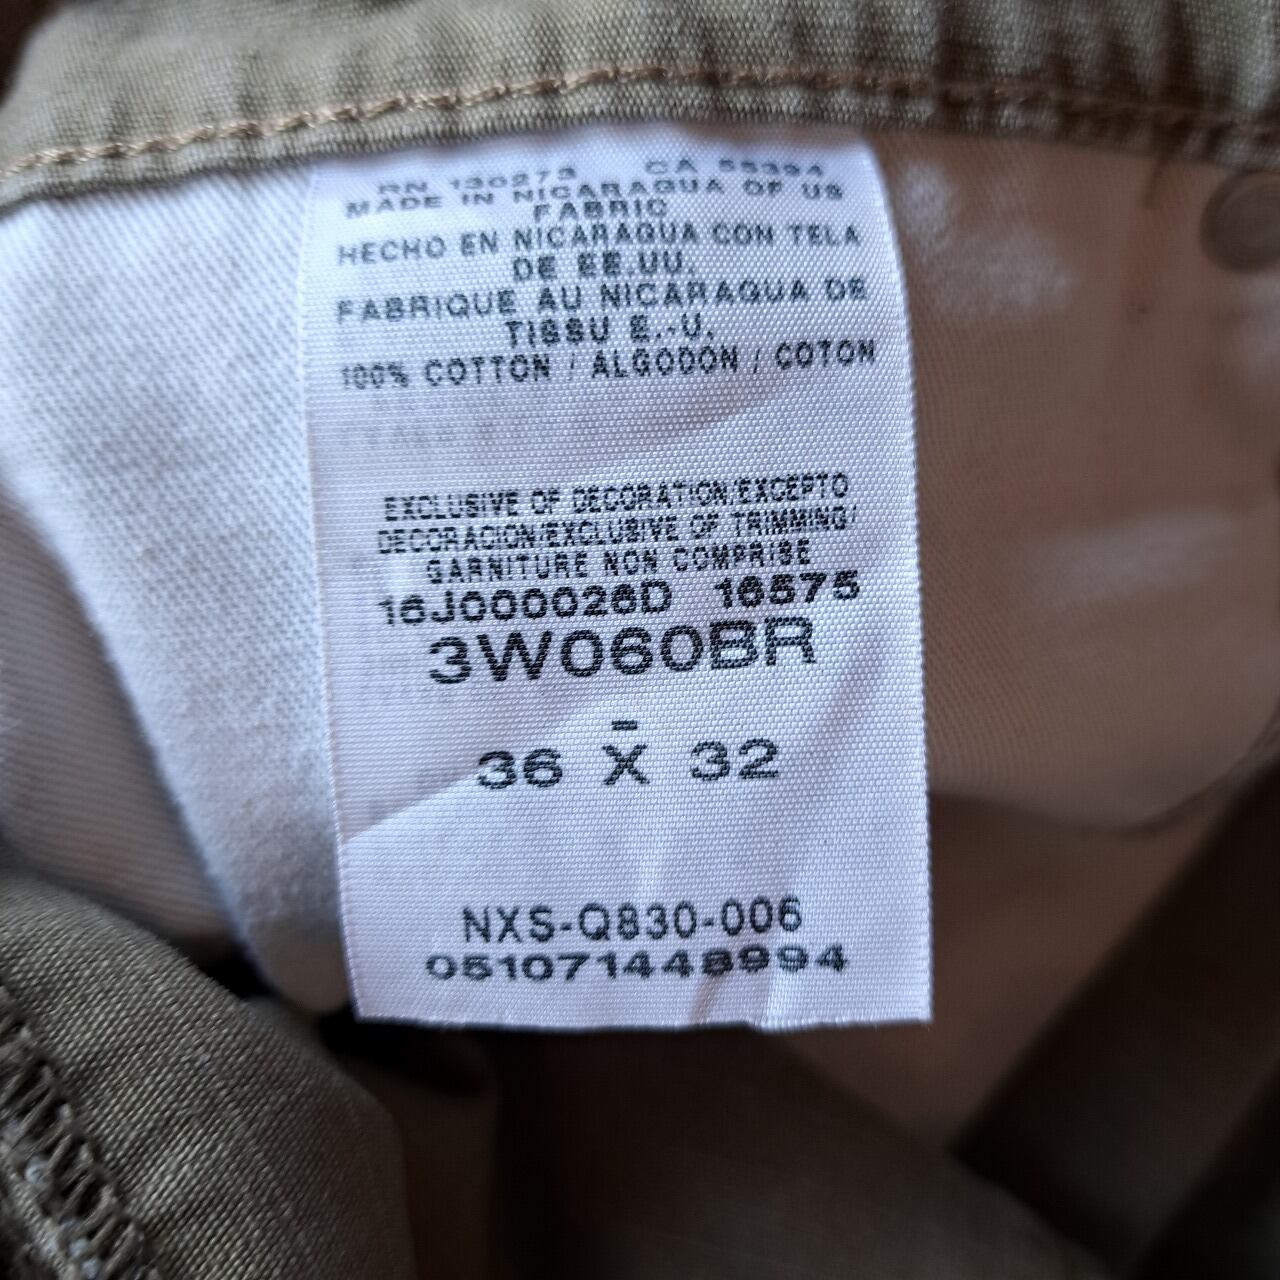 RN 130273 CA 55394
MADE IN NICARAGUA OF US
FABRIC
HECHO EN NICARAGUA CON TELA
DE EE.UU.
FABRIQUE AU NICARAGUA DE
TISSU E.-U.
100% COTTON / ALGODON / COTON
EXCLUSIVE OF DECORATION/EXCEPTO
DECORACION/EXCLUSIVE OF TRIMMING/
GARNITURE NON COMPRISE
16J000026D 16575
3W060BR
-
36 X 32
NXS-Q830-006
051071448994